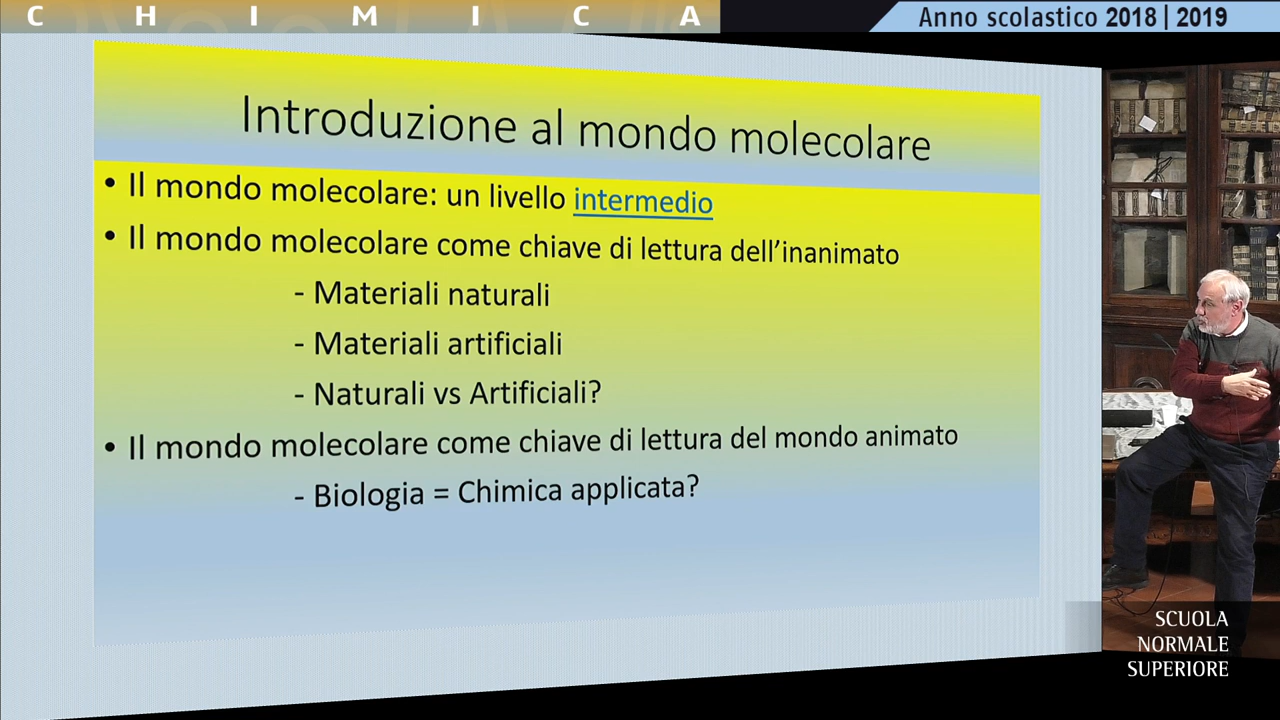 CHIMICA
Anno scolastico 2018 | 2019
Introduzione al mondo molecolare
• Il mondo molecolare: un livello intermedio
• Il mondo molecolare come chiave di lettura dell’inanimato
- Materiali naturali
- Materiali artificiali
- Naturali vs Artificiali?
• Il mondo molecolare come chiave di lettura del mondo animato
- Biologia = Chimica applicata?
SCUOLA
NORMALE
SUPERIORE